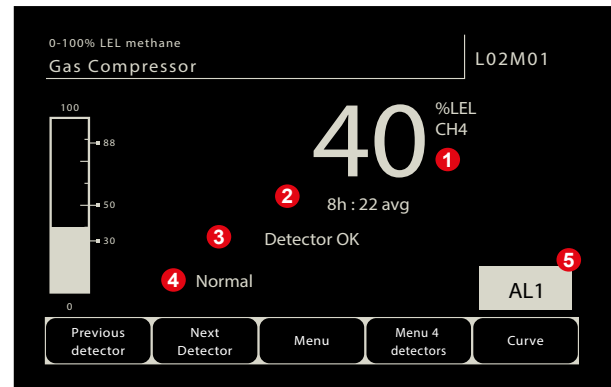 0-100% LEL methane
Gas Compressor
L02M01
100
88
50
30
0
40
%LEL
CH4
1
2
8h : 22 avg
3
Detector OK
4
Normal
5
AL1
Previous
detector
Next
Detector
Menu
Menu 4
detectors
Curve